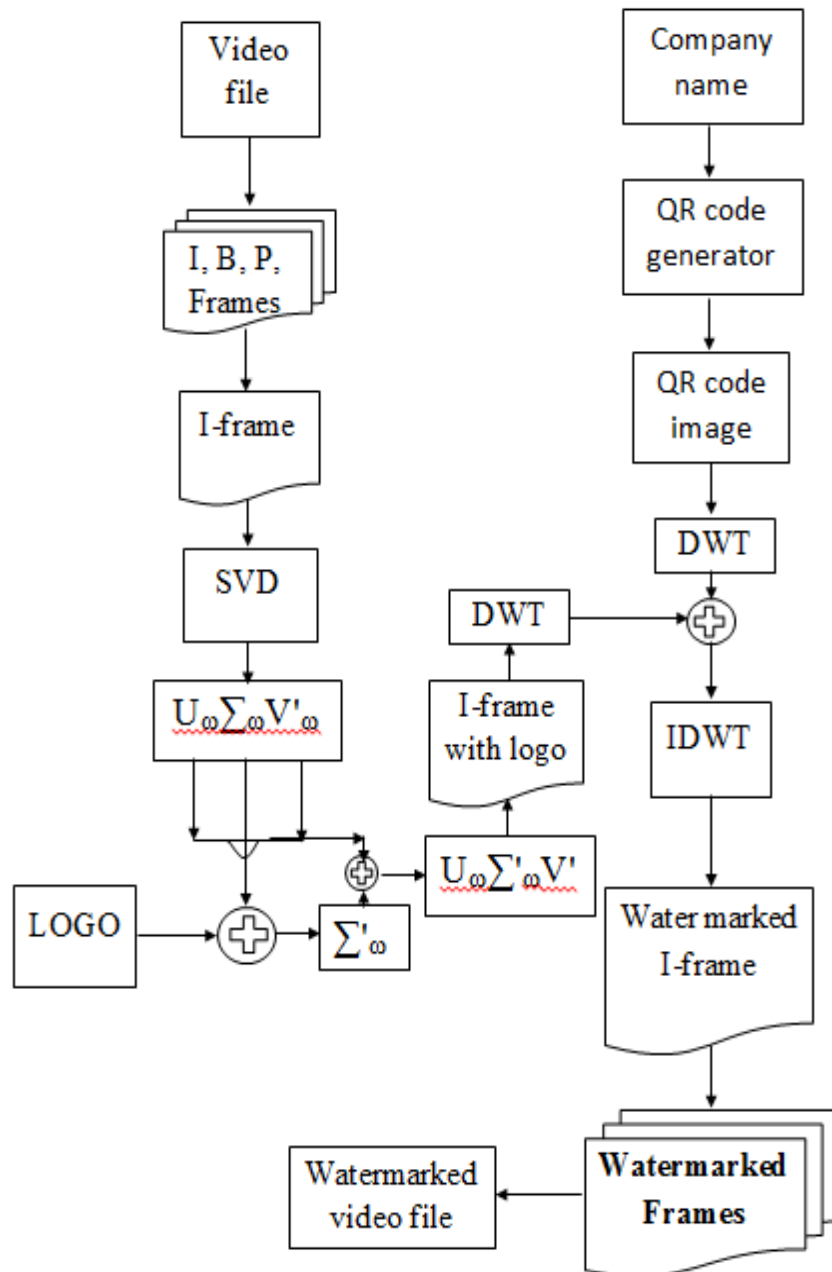 Video
file
I, B, P,
Frames
I-frame
SVD
UωΣωV'ω
LOGO
Σ'ω
UωΣ'ωV'
I-frame
with logo
DWT
Company
name
QR code
generator
QR code
image
DWT
IDWT
Water marked
I-frame
Watermarked
Frames
Watermarked
video file